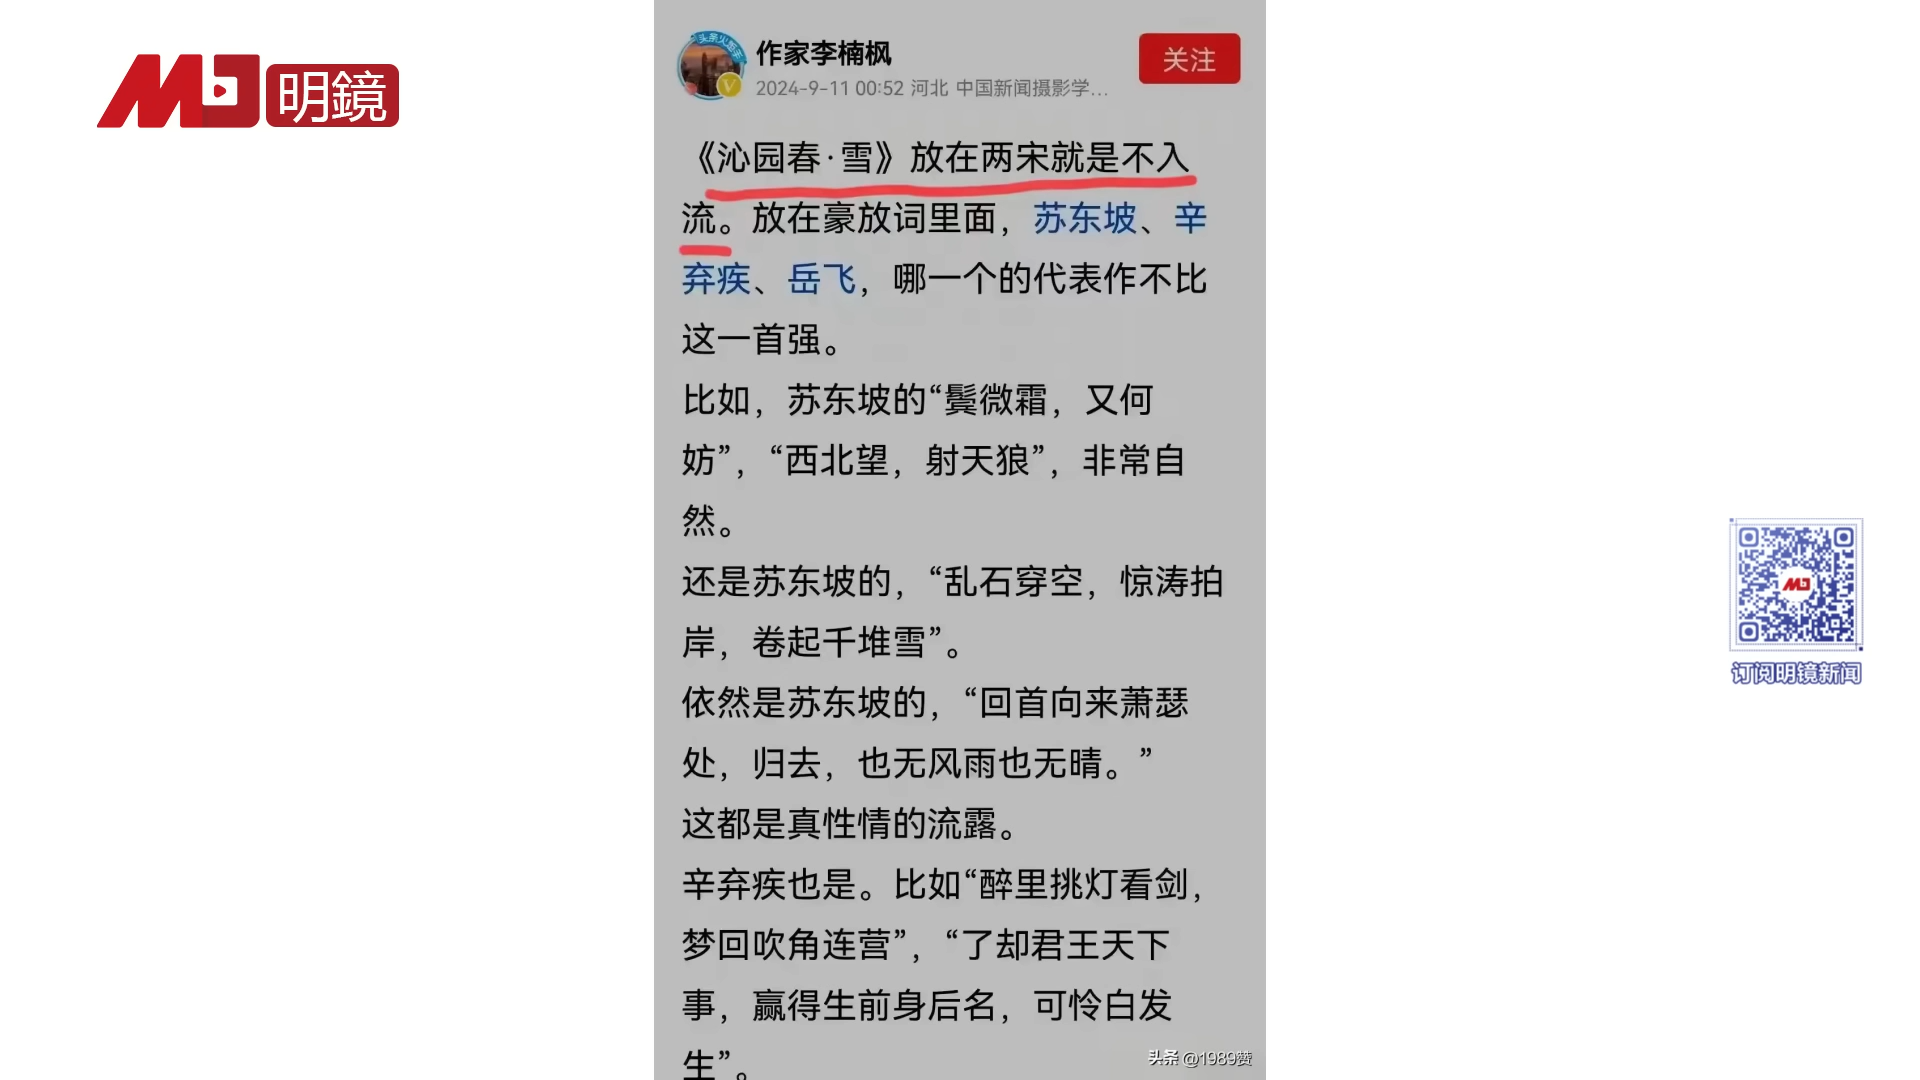 MJ 明鏡
头条火炬手
作家李楠枫
2024-9-11 00:52 河北 中国新闻摄影学...
关注
《沁园春·雪》放在两宋就是不入
流。放在豪放词里面，苏东坡、辛
弃疾、岳飞，哪一个的代表作不比
这一首强。
比如，苏东坡的“鬓微霜，又何
妨”，“西北望，射天狼”，非常自
然。
还是苏东坡的，“乱石穿空，惊涛拍
岸，卷起千堆雪”。
依然是苏东坡的，“回首向来萧瑟
处，归去，也无风雨也无晴。”
这都是真性情的流露。
辛弃疾也是。比如“醉里挑灯看剑，
梦回吹角连营”，“了却君王天下
事，赢得生前身后名，可怜白发
生”。
头条 @1989赞
MJ
订阅明镜新闻